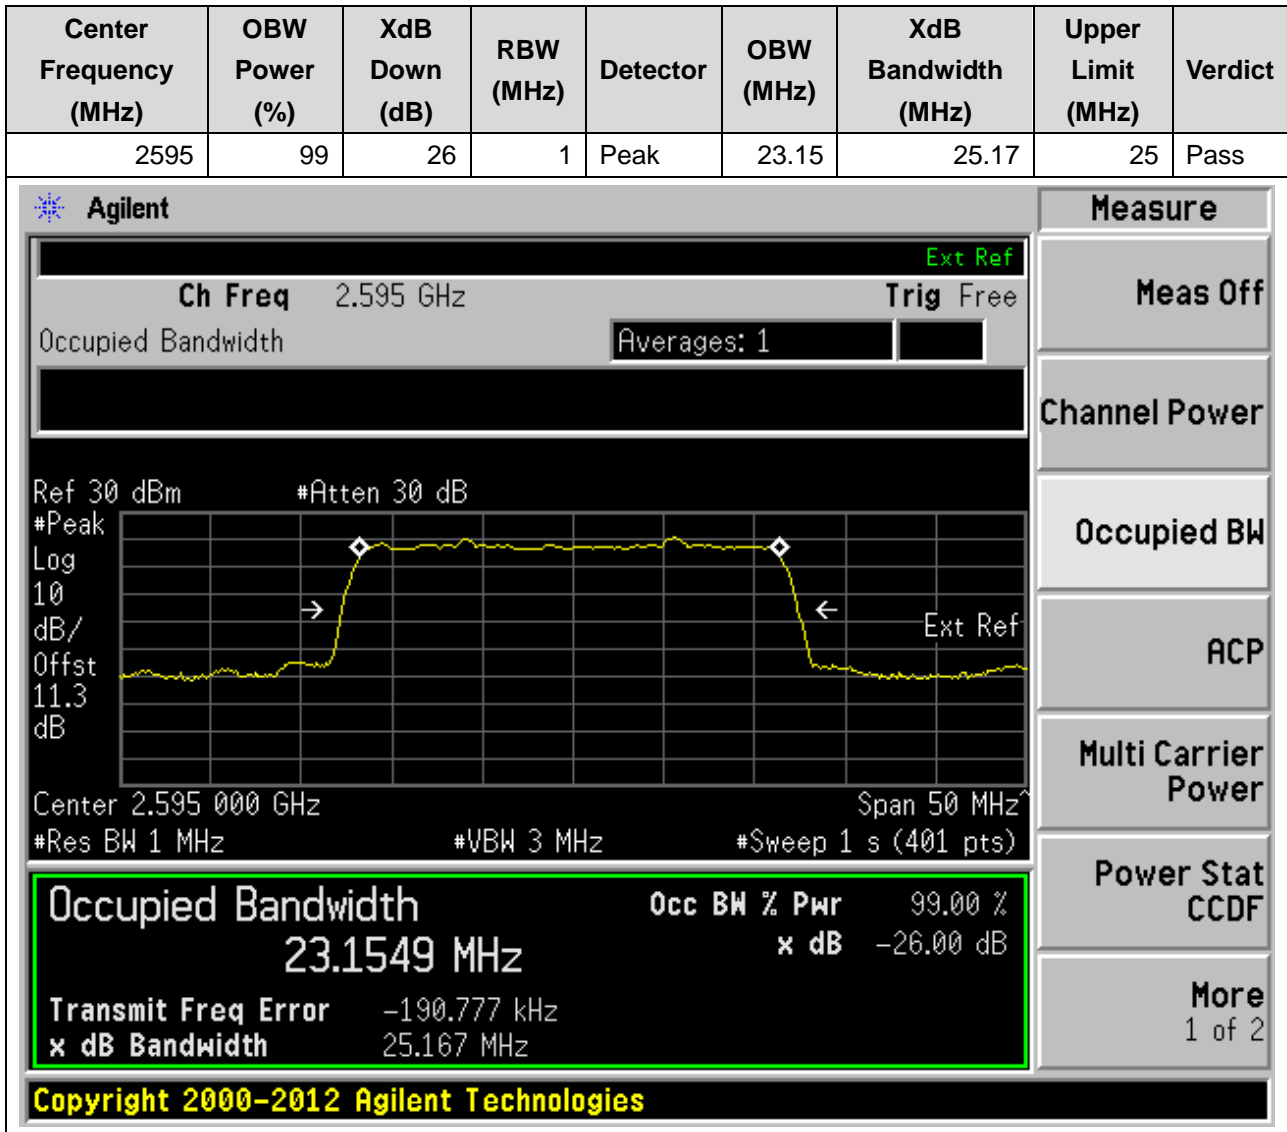 Center Frequency (MHz) OBW Power (%) XdB Down (dB) RBW (MHz) Detector OBW (MHz) XdB Bandwidth (MHz) Upper Limit (MHz) Verdict
2595 99 26 1 Peak 23.15 25.17 25 Pass
Agilent
Measure
Ext Ref
Ch Freq 2.595 GHz Trig Free
Meas Off
Occupied Bandwidth Averages: 1
Channel Power
Ref 30 dBm #Atten 30 dB
#Peak
Log
10
dB/
Offst
11.3
dB
Ext Ref
Occupied BW
ACP
Multi Carrier
Power
Center 2.595 000 GHz Span 50 MHz^
#Res BW 1 MHz #VBW 3 MHz #Sweep 1 s (401 pts)
Occupied Bandwidth
23.1549 MHz
Occ BW % Pwr 99.00 %
x dB -26.00 dB
Transmit Freq Error -190.777 kHz
x dB Bandwidth 25.167 MHz
Power Stat
CCDF
More
1 of 2
Copyright 2000-2012 Agilent Technologies